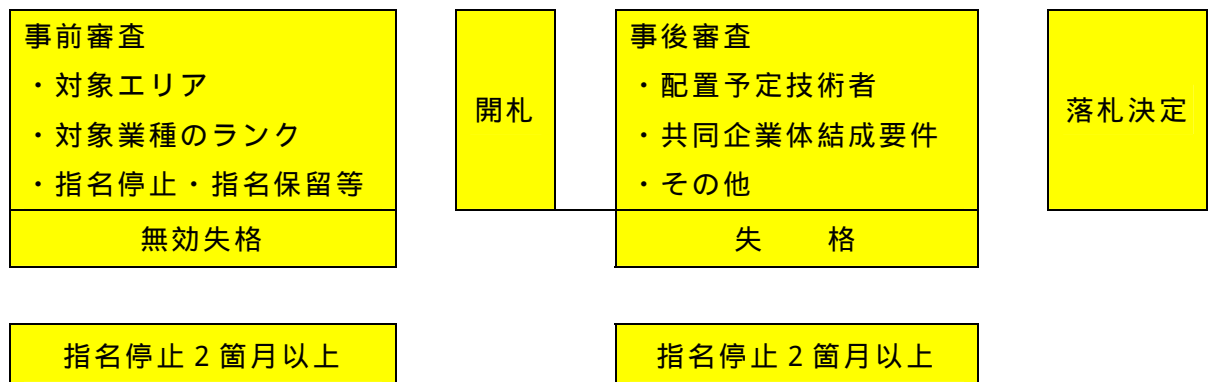 事前審査
・対象エリア
・対象業種のランク
・指名停止・指名保留等
無効失格
開札
事後審査
・配置予定技術者
・共同企業体結成要件
・その他
失　　格
落札決定
指名停止２箇月以上
指名停止２箇月以上